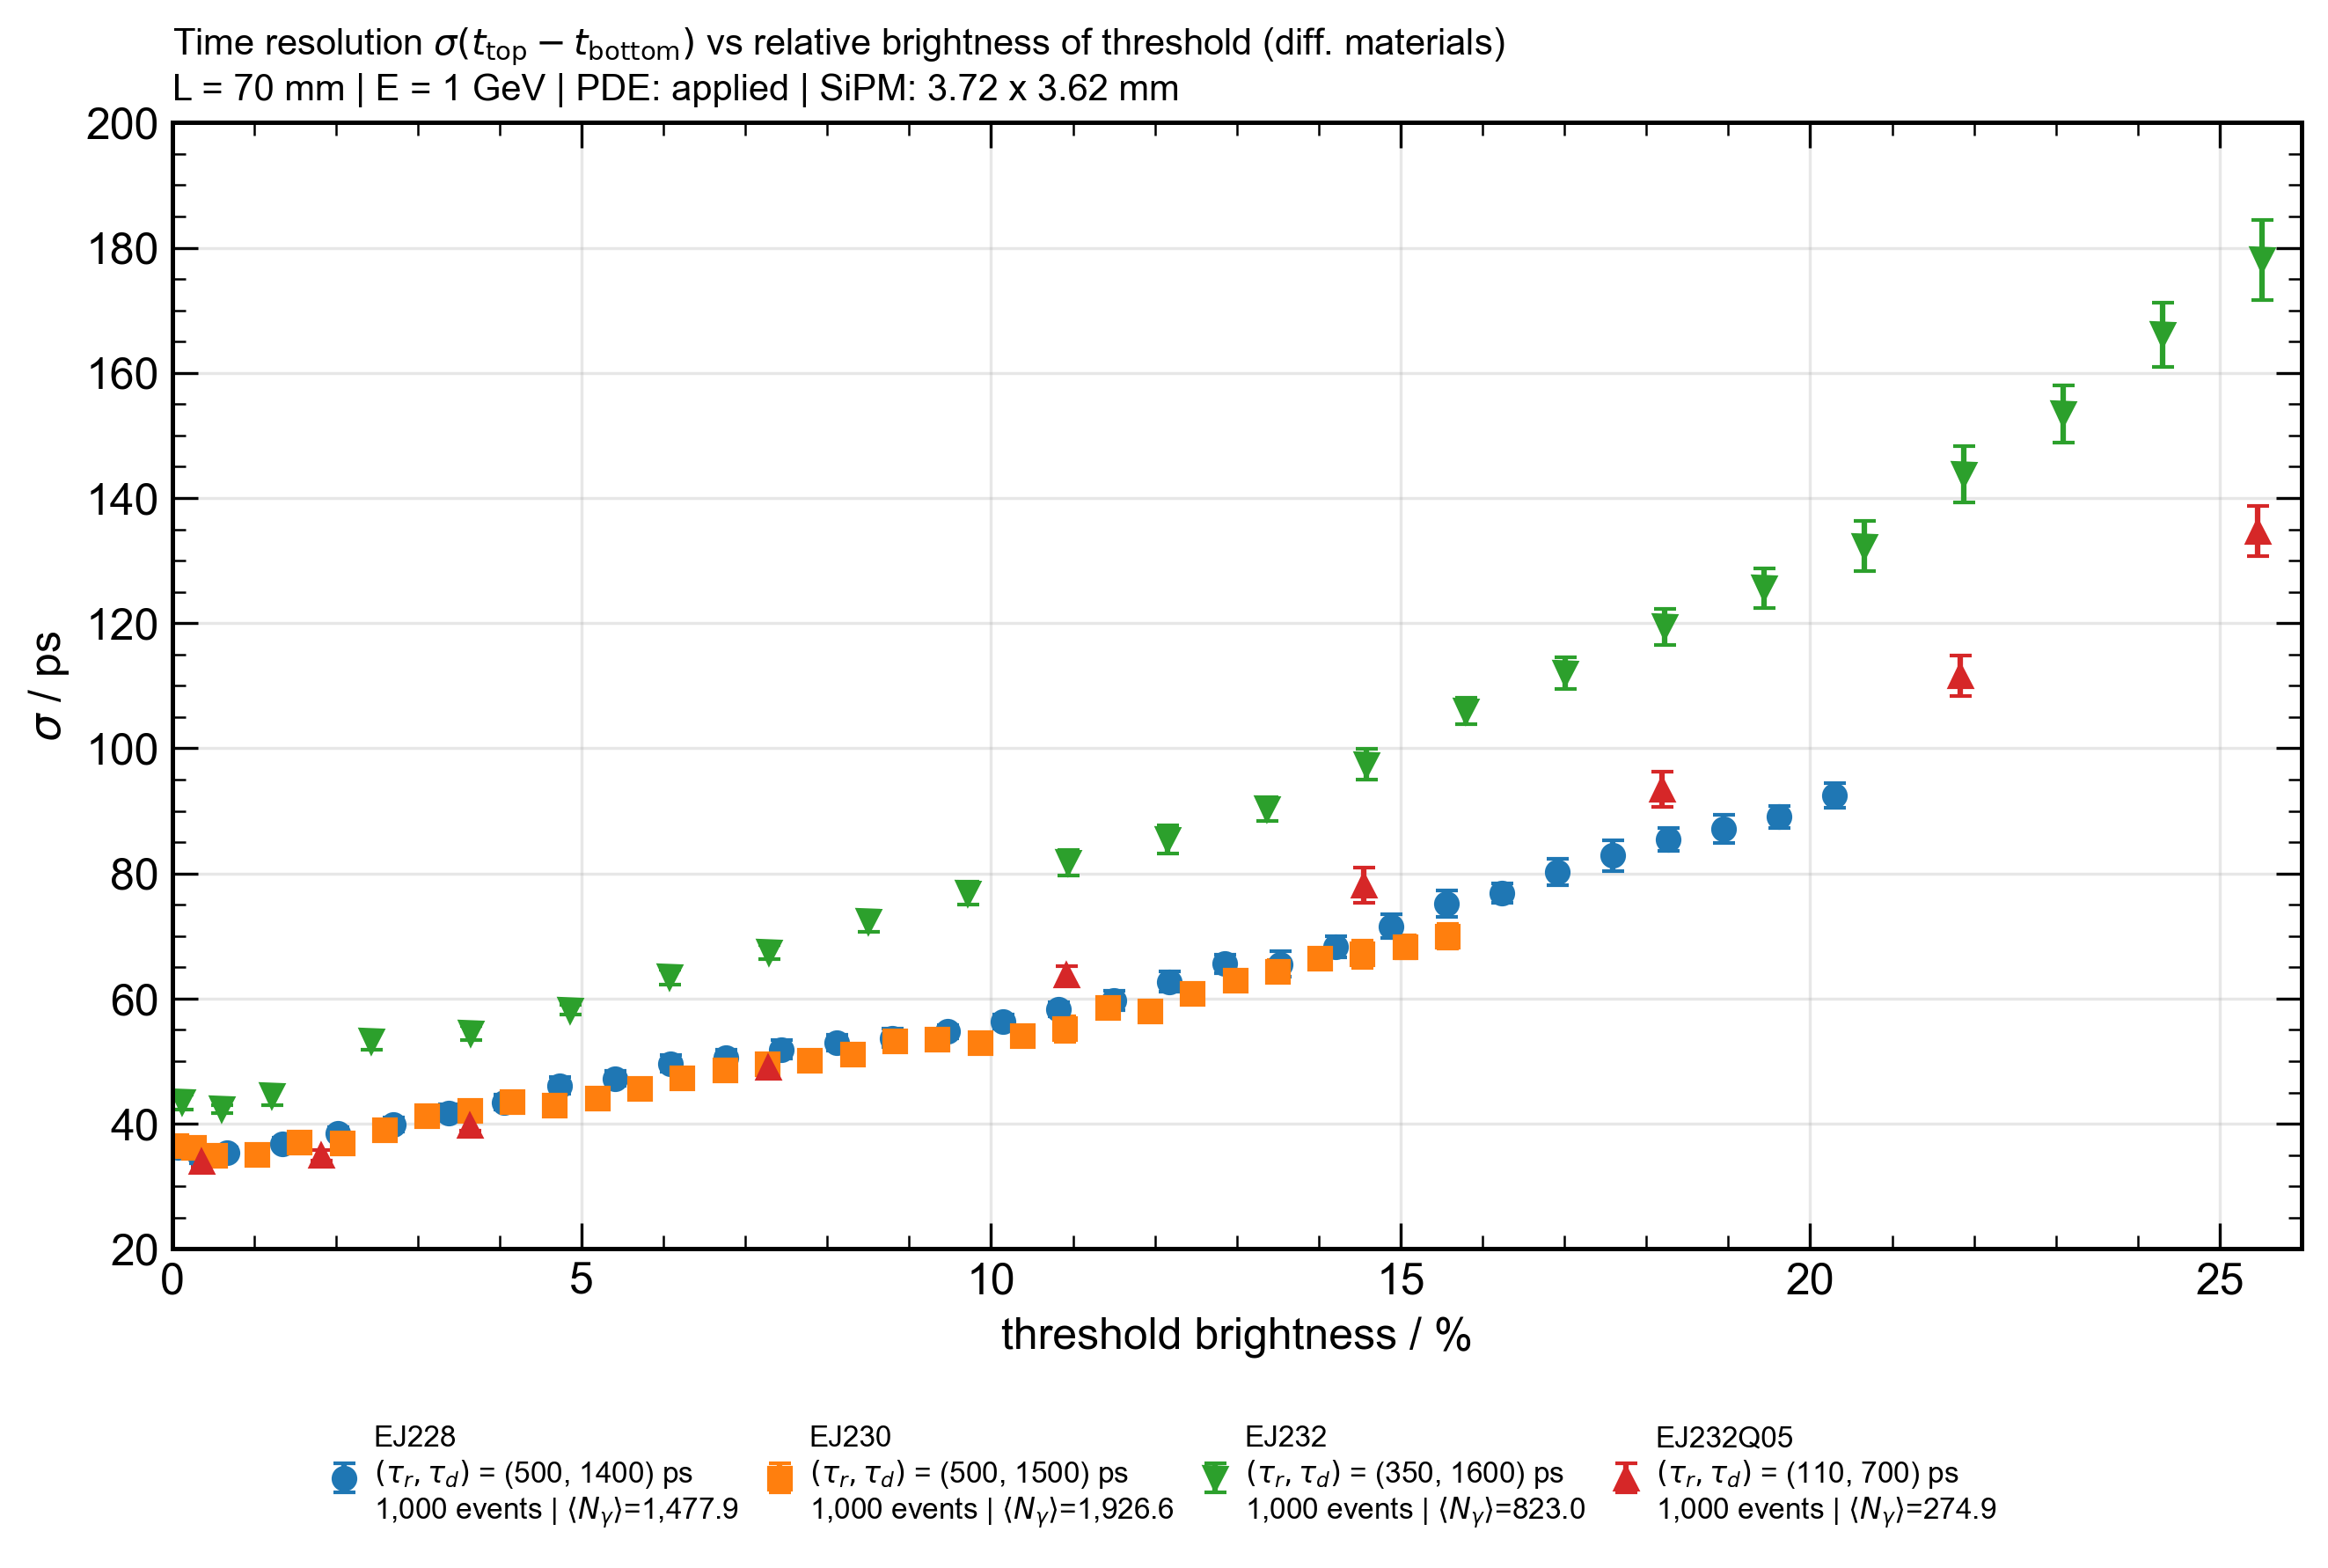 Time resolution σ(t_top − t_bottom) vs relative brightness of threshold (diff. materials)
L = 70 mm | E = 1 GeV | PDE: applied | SiPM: 3.72 x 3.62 mm
200
180
160
140
120
100
80
60
40
20
σ / ps
0 5 10 15 20 25
threshold brightness / %
EJ228
(τ_r, τ_d) = (500, 1400) ps
1,000 events | ⟨N_γ⟩=1,477.9
EJ230
(τ_r, τ_d) = (500, 1500) ps
1,000 events | ⟨N_γ⟩=1,926.6
EJ232
(τ_r, τ_d) = (350, 1600) ps
1,000 events | ⟨N_γ⟩=823.0
EJ232Q05
(τ_r, τ_d) = (110, 700) ps
1,000 events | ⟨N_γ⟩=274.9